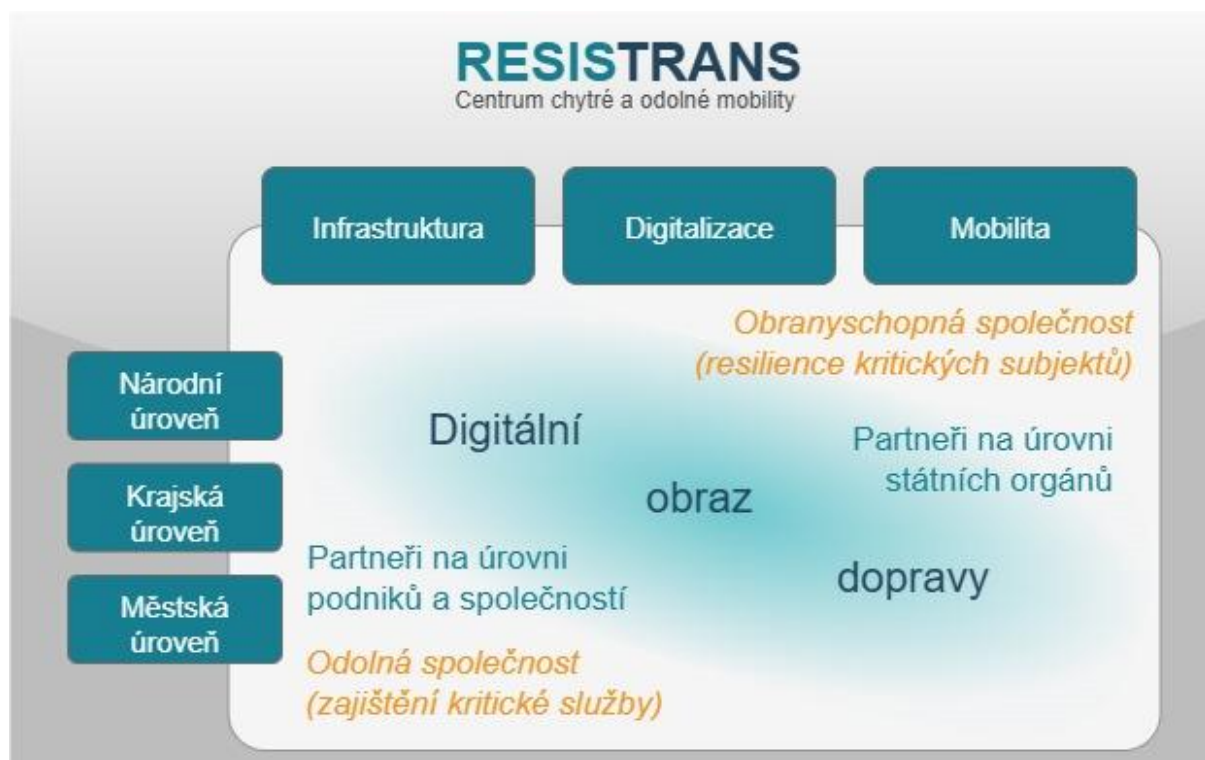 RESISTRANS
Centrum chytré a odolné mobility
Infrastruktura
Digitalizace
Mobilita
Obranyschopná společnost
(resilience kritických subjektů)
Národní
úroveň
Digitální
Partneři na úrovni
státních orgánů
Krajská
úroveň
obraz
Partneři na úrovni
podniků a společností
dopravy
Městská
úroveň
Odolná společnost
(zajištění kritické služby)